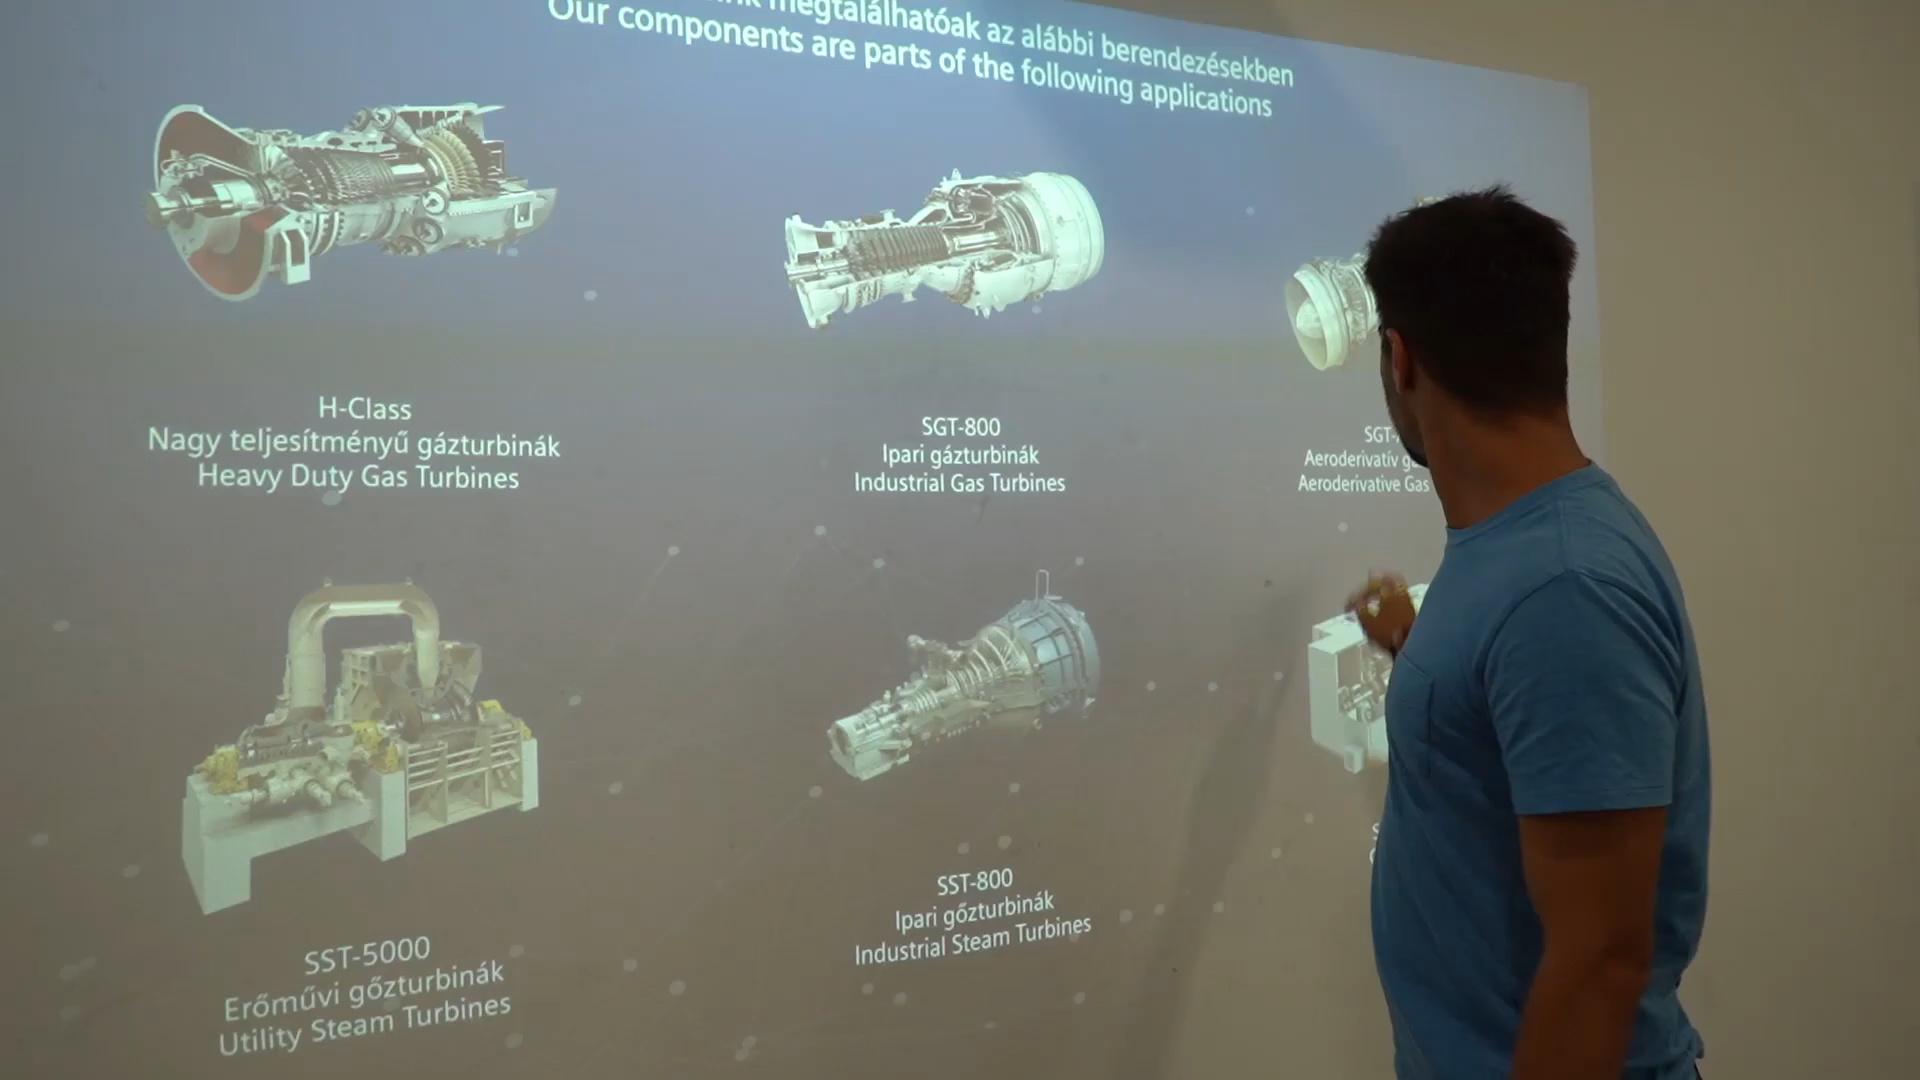 megtalálhatóak az alábbi berendezésekben
Our components are parts of the following applications
H-Class
Nagy teljesítményű gázturbinák
Heavy Duty Gas Turbines
SGT-800
Ipari gázturbinák
Industrial Gas Turbines
SGT-
Aeroderivatív
Aeroderivative Gas
SST-5000
Erőművi gőzturbinák
Utility Steam Turbines
SST-800
Ipari gőzturbinák
Industrial Steam Turbines